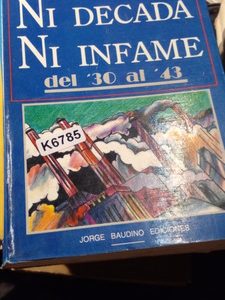 NI DECADA
NI INFAME
del '30 al '43
K6785
JORGE BAUDINO EDICIONES